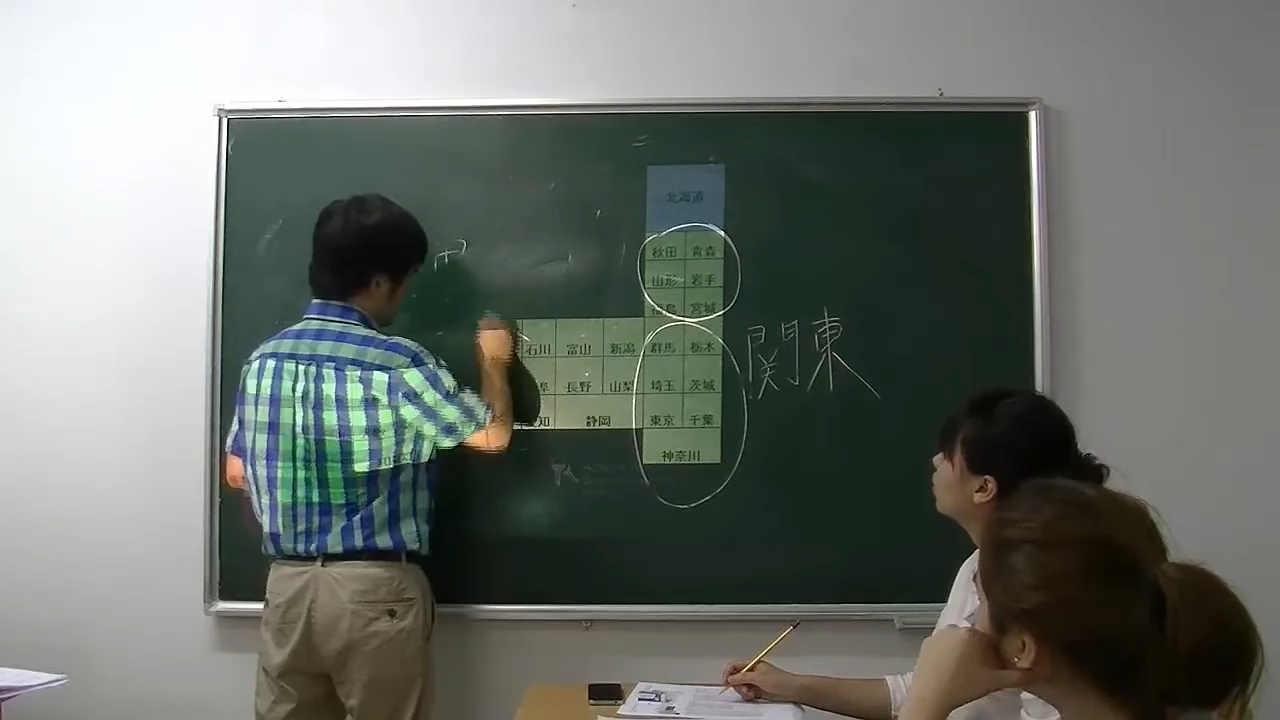 北海道
秋田 青森
山形 岩手
福島 宮城
石川 富山 新潟 群馬 栃木
長野 山梨 埼玉 茨城
静岡 東京 千葉
神奈川
関東